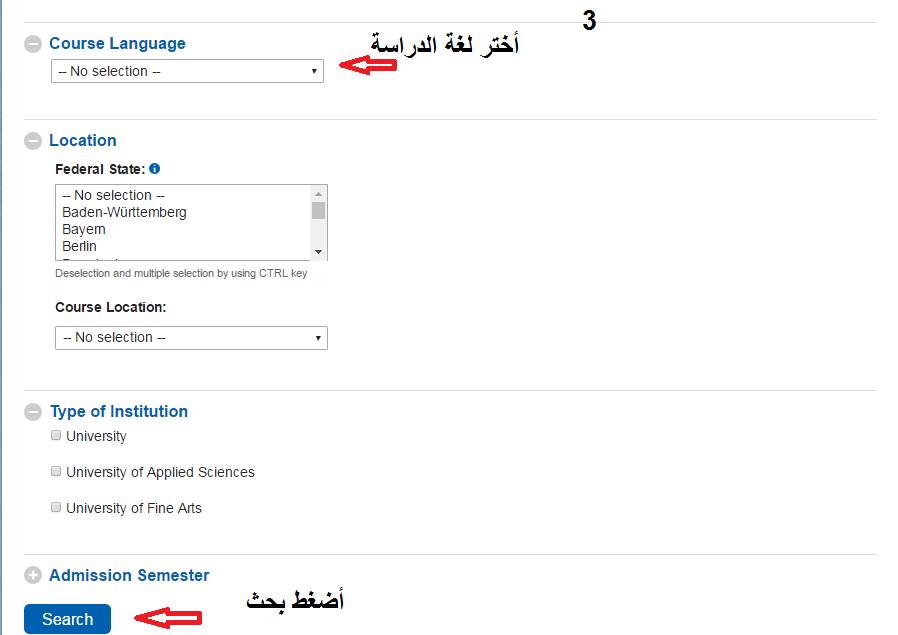 3
Course Language
أختر لغة الدراسة
-- No selection --
Location
Federal State:
-- No selection --
Baden-Württemberg
Bayern
Berlin
Deselection and multiple selection by using CTRL key
Course Location:
-- No selection --
Type of Institution
University
University of Applied Sciences
University of Fine Arts
Admission Semester
أضغط بحث
Search